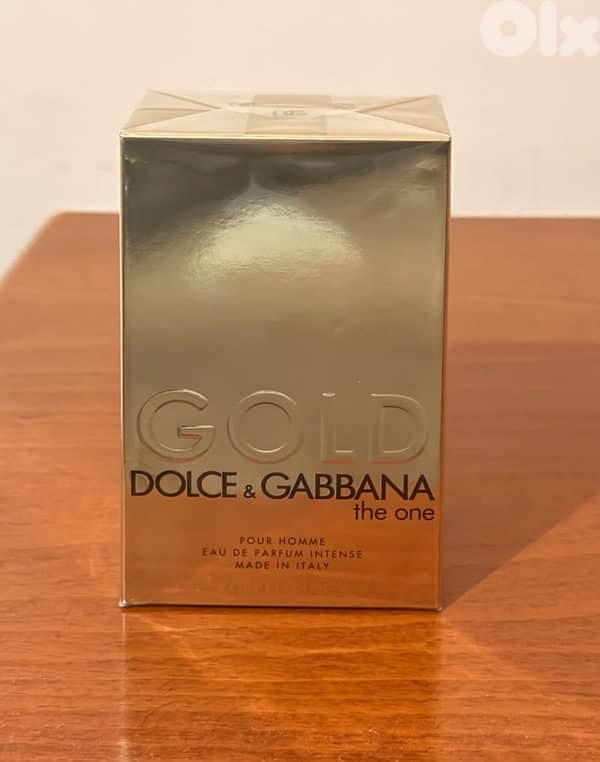 Olx
GOLD
DOLCE & GABBANA
the one
POUR HOMME
EAU DE PARFUM INTENSE
MADE IN ITALY